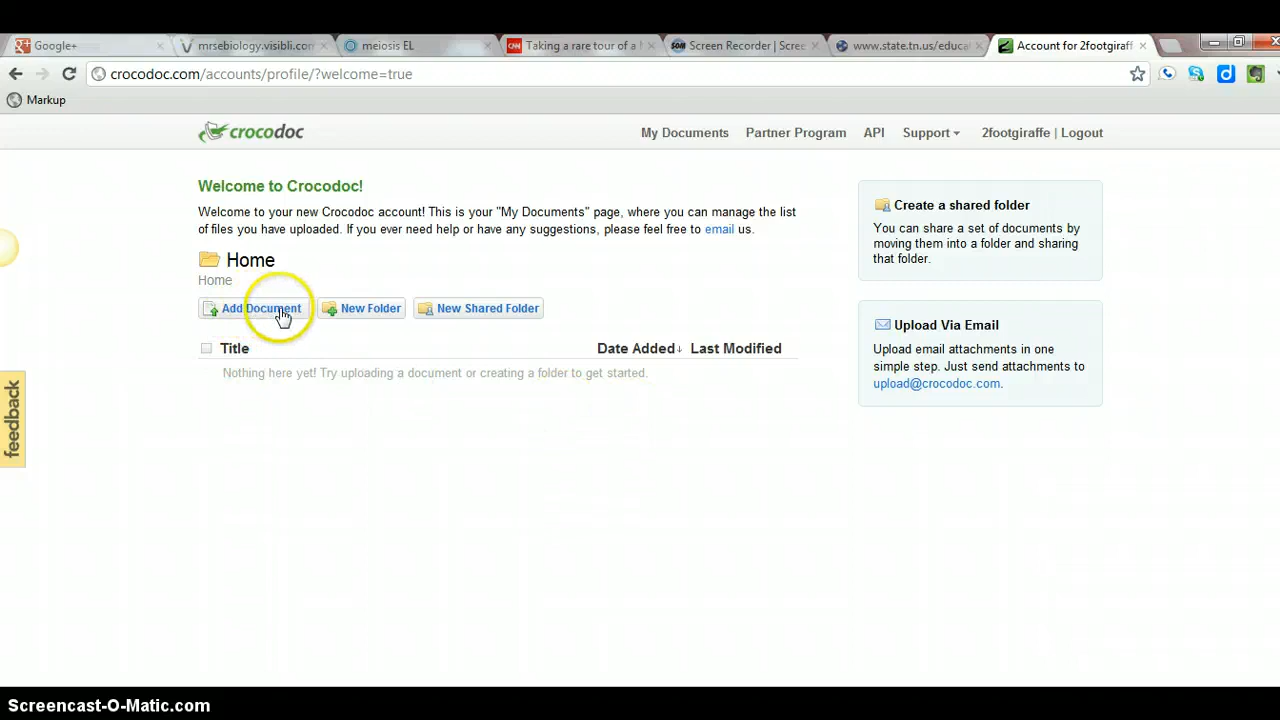 Google+
mrsebiology.visibli.con
meiosis EL
CNN Taking a rare tour of a
SOM Screen Recorder | Scree
www.state.tn.us/educat
Account for 2footgiraff
crocodoc.com/accounts/profile/?welcome=true
Markup
crocodoc
My Documents Partner Program API Support 2footgiraffe | Logout
Welcome to Crocodoc!
Welcome to your new Crocodoc account! This is your "My Documents" page, where you can manage the list
of files you have uploaded. If you ever need help or have any suggestions, please feel free to email us.
Home
Home
Add Document New Folder New Shared Folder
Title Date Added↓ Last Modified
Nothing here yet! Try uploading a document or creating a folder to get started.
Create a shared folder
You can share a set of documents by
moving them into a folder and sharing
that folder.
Upload Via Email
Upload email attachments in one
simple step. Just send attachments to
upload@crocodoc.com.
feedback
Screencast-O-Matic.com